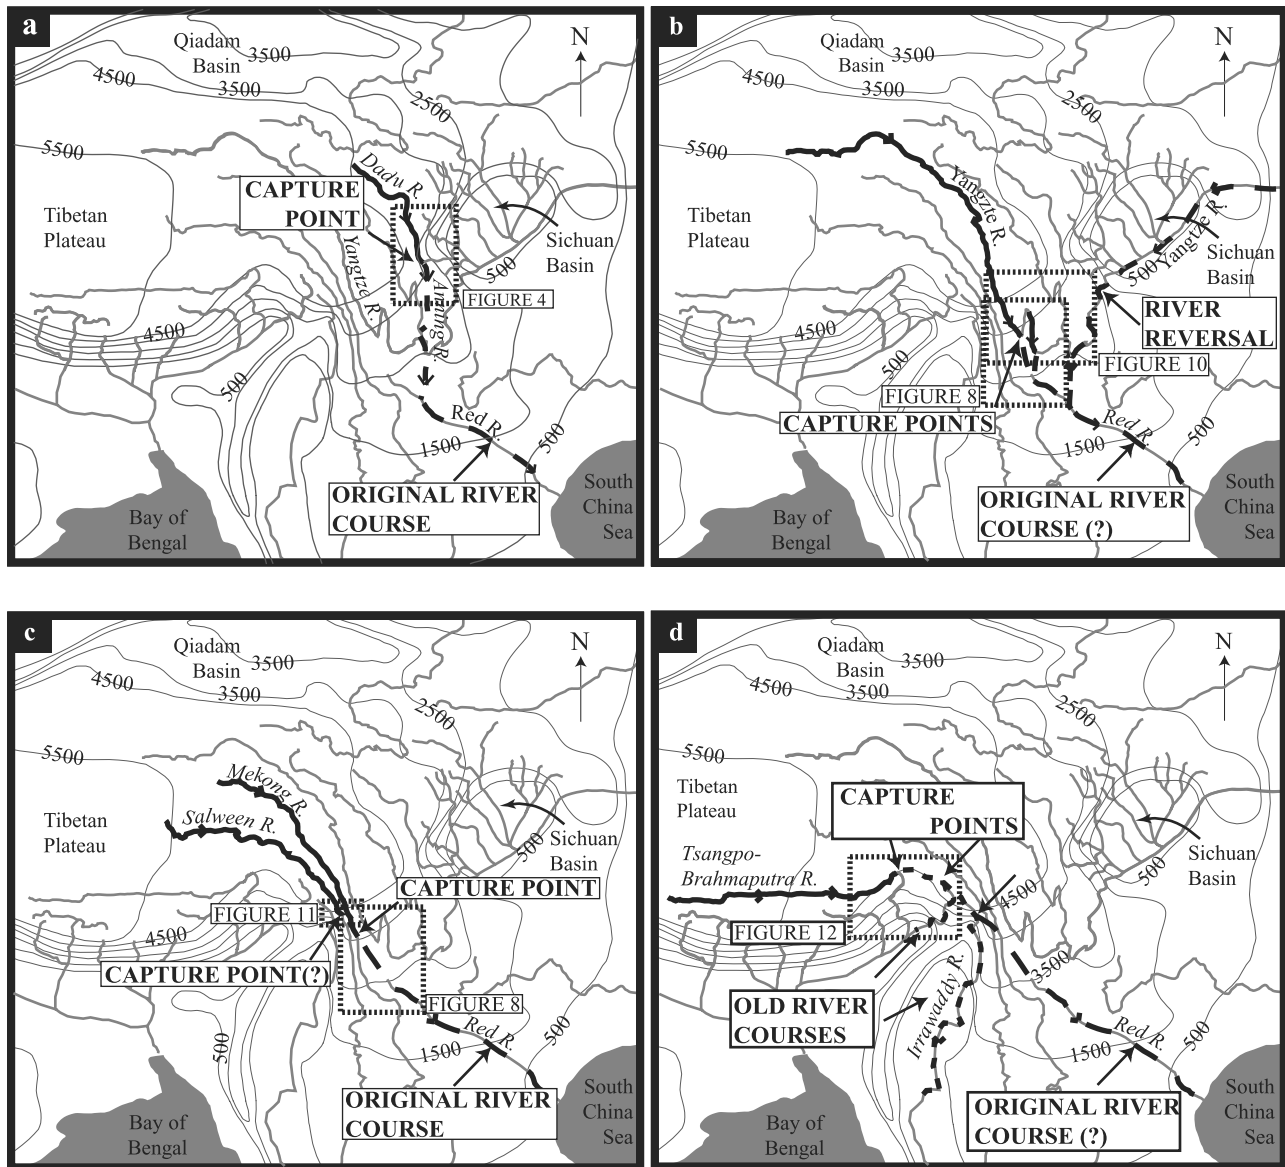 a
Qiadam
Basin
3500
N
4500
3500
2500
5500
Dadu R.
CAPTURE
POINT
Tibetan
Plateau
Yangtze R.
Sichuan
Basin
500
FIGURE 4
Anning R.
4500
500
Red R.
1500
500
ORIGINAL RIVER
COURSE
Bay of
Bengal
South
China
Sea
b
Qiadam
Basin
3500
N
4500
3500
2500
5500
Yangzte R.
Tibetan
Plateau
Yangtze R.
Sichuan
Basin
500
RIVER
REVERSAL
4500
500
FIGURE 10
FIGURE 8
CAPTURE POINTS
Red R.
1500
500
ORIGINAL RIVER
COURSE (?)
Bay of
Bengal
South
China
Sea
c
Qiadam
Basin
3500
N
4500
3500
2500
5500
Mekong R.
Salween R.
Tibetan
Plateau
Sichuan
Basin
500
CAPTURE POINT
FIGURE 11
4500
CAPTURE POINT(?)
FIGURE 8
500
Red R.
1500
500
ORIGINAL RIVER
COURSE
Bay of
Bengal
South
China
Sea
d
Qiadam
Basin
3500
N
4500
3500
2500
5500
Tibetan
Plateau
CAPTURE
POINTS
Tsangpo-
Brahmaputra R.
Sichuan
Basin
500
4500
FIGURE 12
4500
3500
OLD RIVER
COURSES
Irrawaddy R.
Red R.
1500
500
ORIGINAL RIVER
COURSE (?)
Bay of
Bengal
South
China
Sea